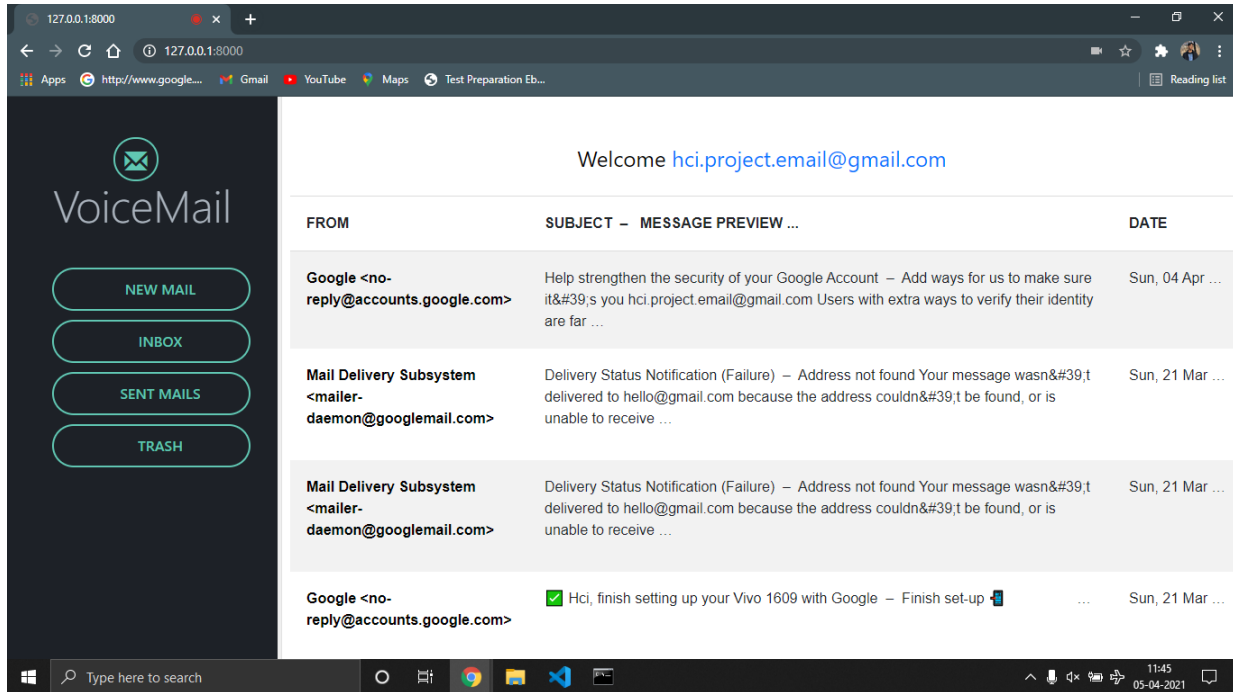 127.0.0.1:8000
127.0.0.1:8000
Apps http://www.google.... Gmail YouTube Maps Test Preparation Eb... Reading list
VoiceMail
NEW MAIL
INBOX
SENT MAILS
TRASH
Welcome hci.project.email@gmail.com
FROM SUBJECT – MESSAGE PREVIEW ... DATE
Google <no- Help strengthen the security of your Google Account – Add ways for us to make sure Sun, 04 Apr ...
reply@accounts.google.com> it&#39;s you hci.project.email@gmail.com Users with extra ways to verify their identity
are far ...
Mail Delivery Subsystem Delivery Status Notification (Failure) – Address not found Your message wasn&#39;t Sun, 21 Mar ...
<mailer- delivered to hello@gmail.com because the address couldn&#39;t be found, or is
daemon@googlemail.com> unable to receive ...
Mail Delivery Subsystem Delivery Status Notification (Failure) – Address not found Your message wasn&#39;t Sun, 21 Mar ...
<mailer- delivered to hello@gmail.com because the address couldn&#39;t be found, or is
daemon@googlemail.com> unable to receive ...
Google <no- ✅ Hci, finish setting up your Vivo 1609 with Google – Finish set-up 📲 ... Sun, 21 Mar ...
reply@accounts.google.com>
Type here to search
11:45
05-04-2021